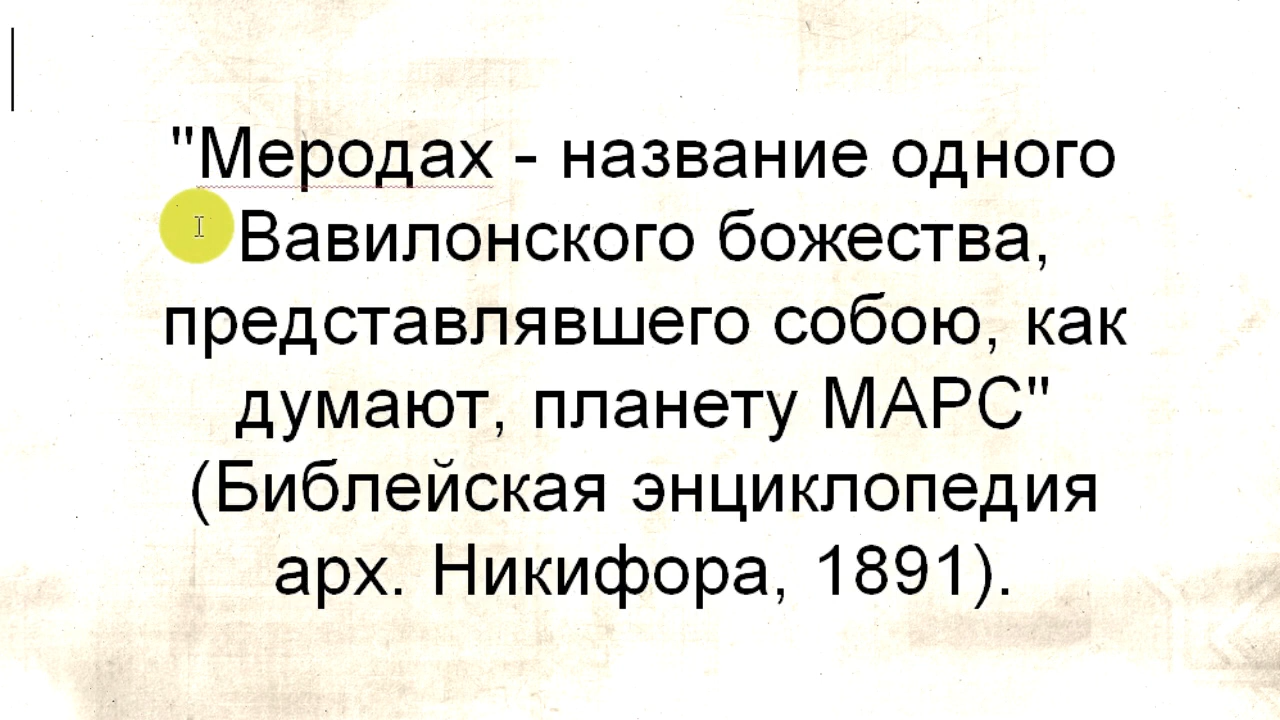 "Меродах - название одного
Вавилонского божества,
представлявшего собою, как
думают, планету МАРС"
(Библейская энциклопедия
арх. Никифора, 1891).